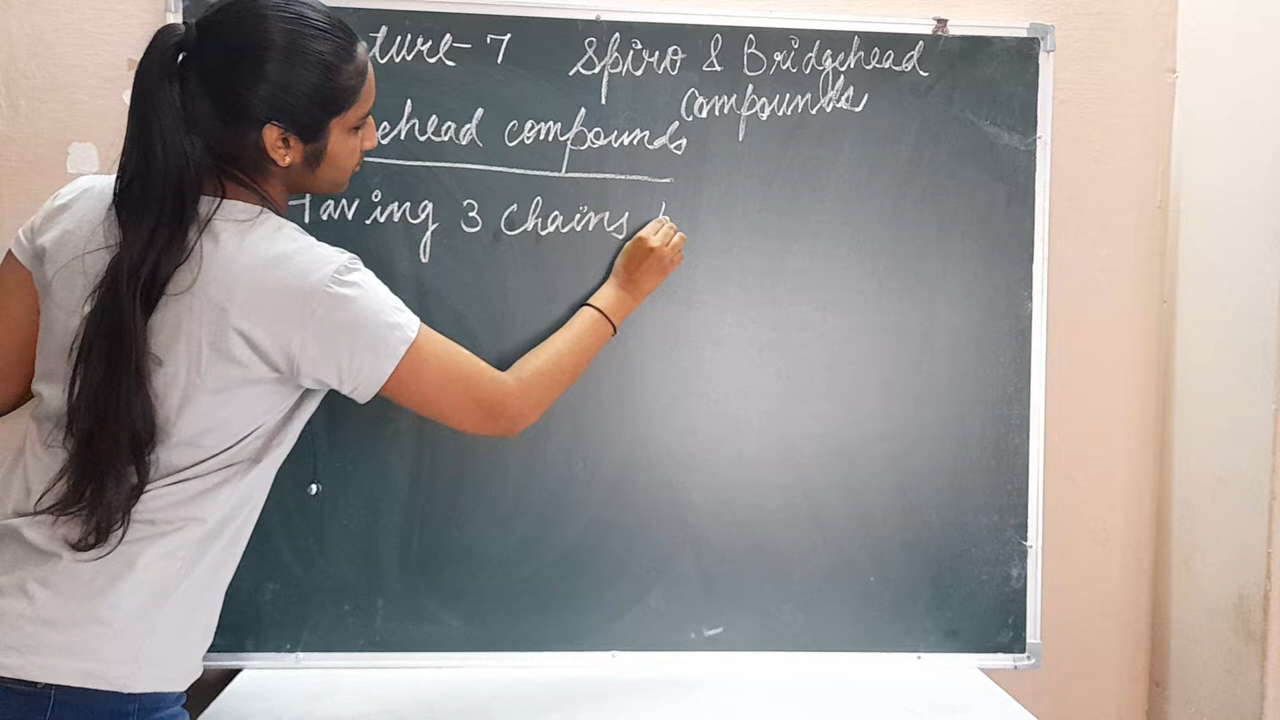 ture-7 Spiro & Bridgehead
compounds
ehead compounds
Having 3 chains